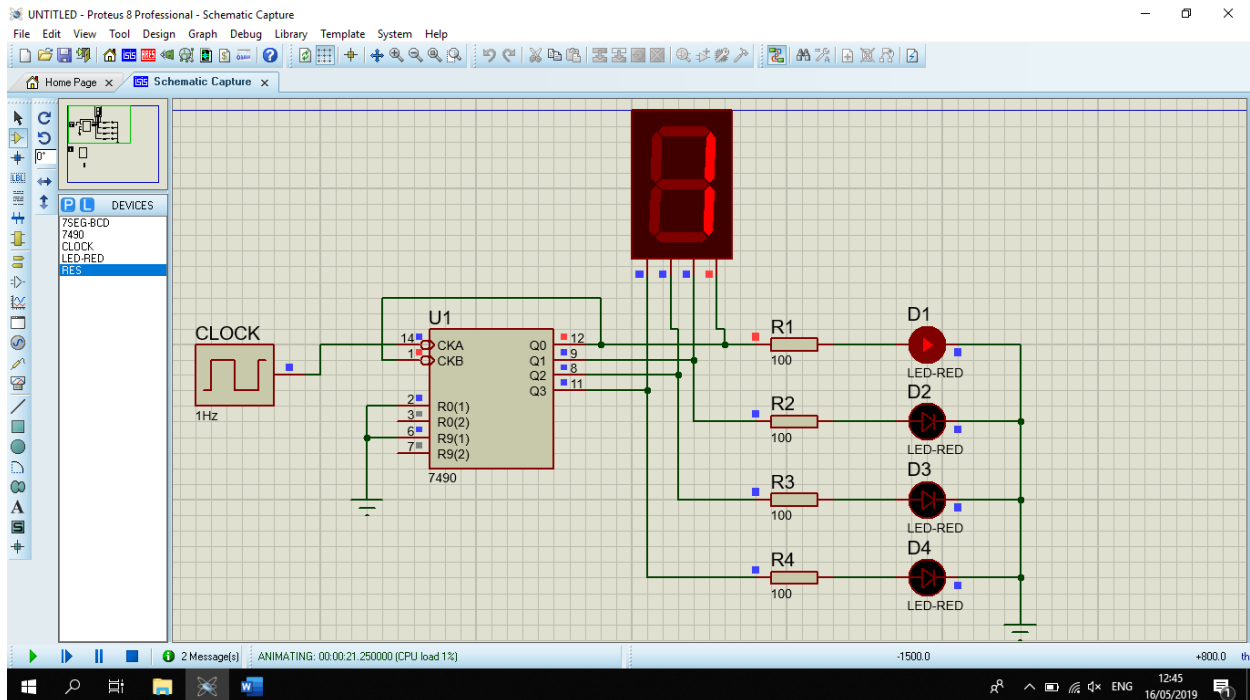 UNTITLED - Proteus 8 Professional - Schematic Capture
File Edit View Tool Design Graph Debug Library Template System Help
Home Page Schematic Capture
0°
LBL
P L DEVICES
7SEG-BCD
7490
CLOCK
LED-RED
RES
A
S
CLOCK
1Hz
U1
14 CKA
1 CKB
2 R0(1)
3 R0(2)
6 R9(1)
7 R9(2)
Q0 12
Q1 9
Q2 8
Q3 11
7490
R1
100
D1
LED-RED
R2
100
D2
LED-RED
R3
100
D3
LED-RED
R4
100
D4
LED-RED
2 Message(s) ANIMATING: 00:00:21.250000 (CPU load 1%) -1500.0 +800.0 th
ENG 12:45
16/05/2019
1